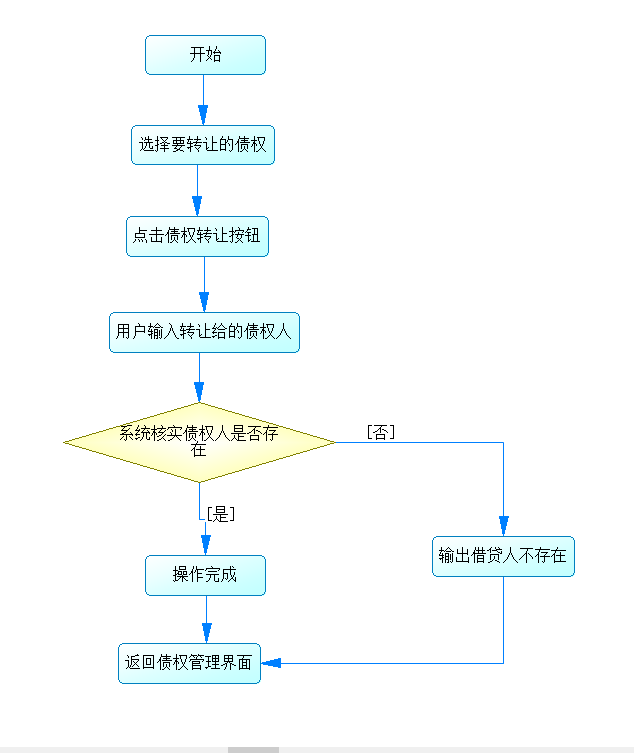 开始
选择要转让的债权
点击债权转让按钮
用户输入转让给的债权人
系统核实债权人是否存
在
[否]
[是]
输出借贷人不存在
操作完成
返回债权管理界面